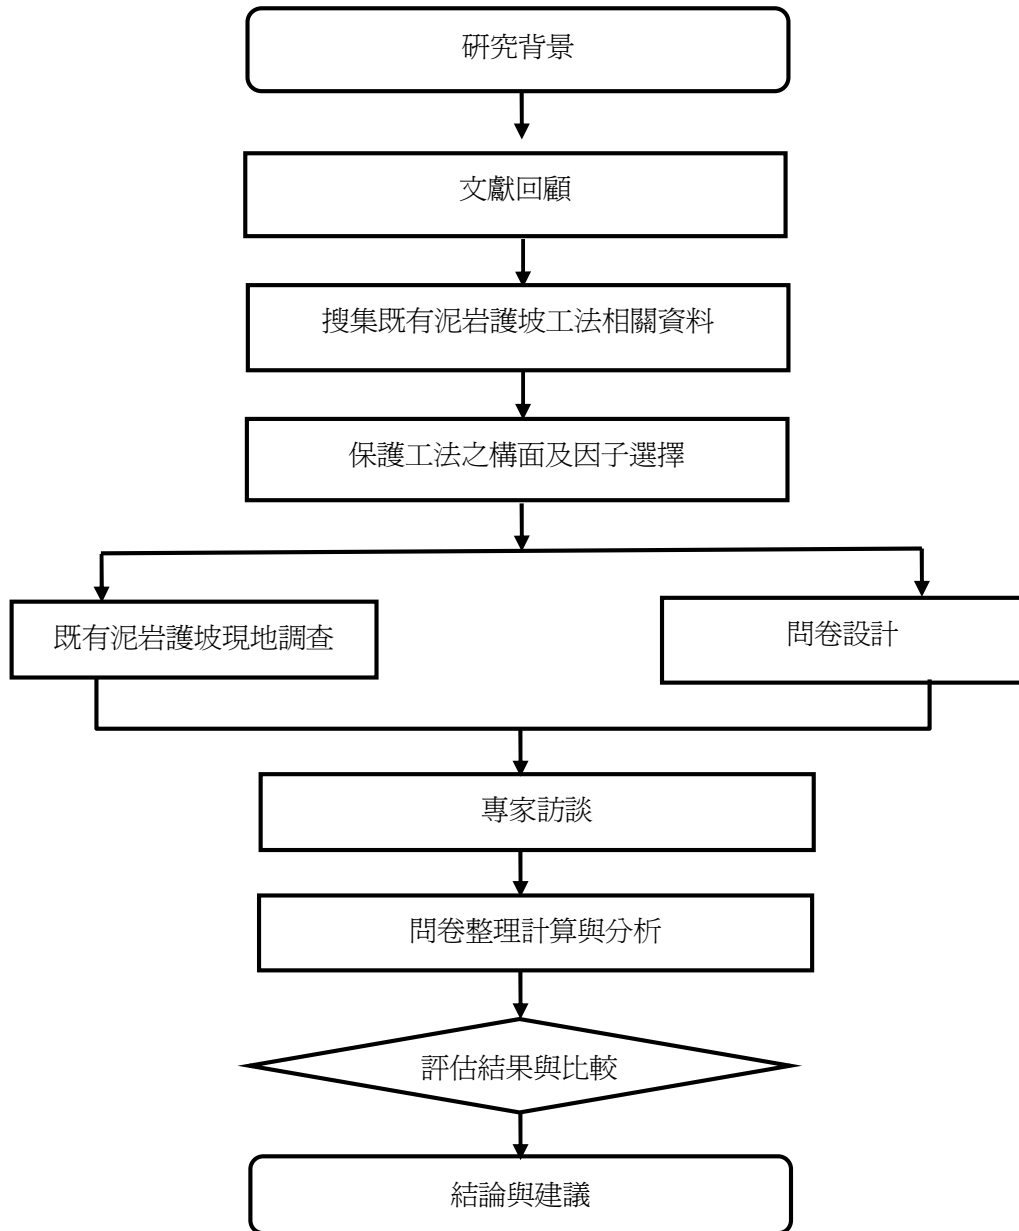 研究背景
文獻回顧
搜集既有泥岩護坡工法相關資料
保護工法之構面及因子選擇
既有泥岩護坡現地調查
問卷設計
專家訪談
問卷整理計算與分析
評估結果與比較
結論與建議